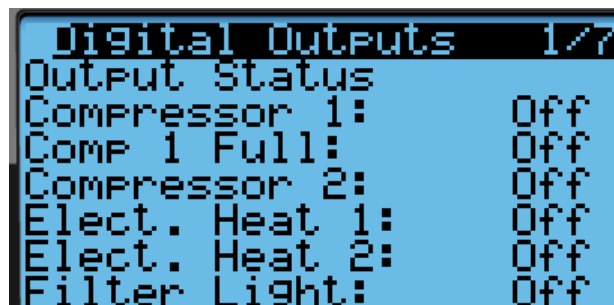 Digital Outputs 1/7
Output Status
Compressor 1: Off
Comp 1 Full: Off
Compressor 2: Off
Elect. Heat 1: Off
Elect. Heat 2: Off
Filter Light: Off